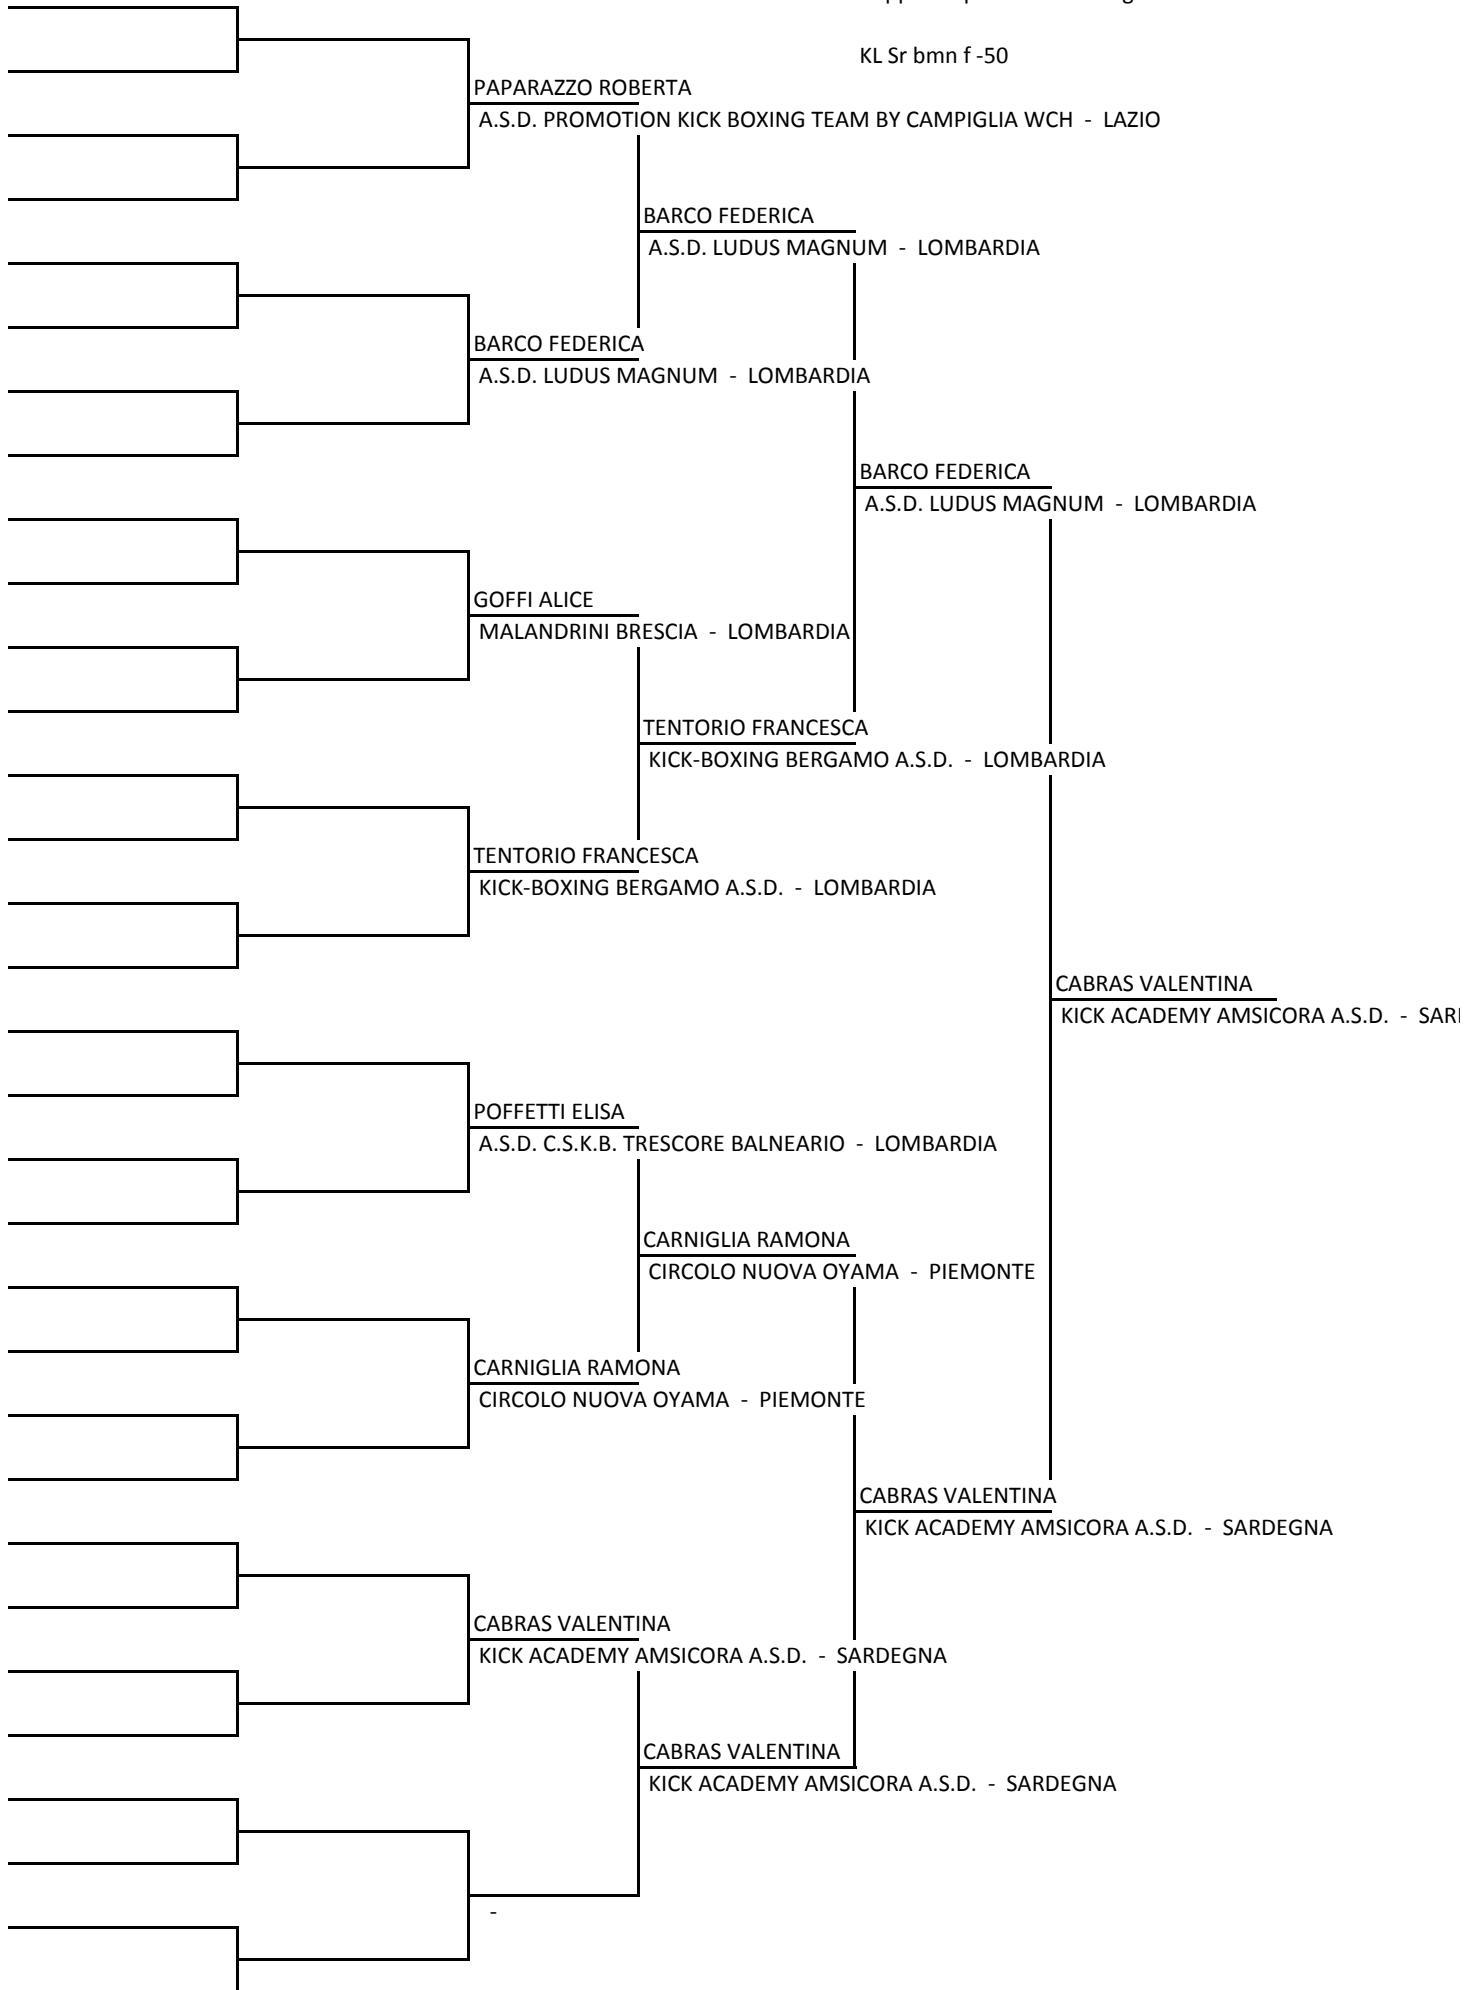 KL Sr bmn f -50
PAPARAZZO ROBERTA
A.S.D. PROMOTION KICK BOXING TEAM BY CAMPIGLIA WCH - LAZIO
BARCO FEDERICA
A.S.D. LUDUS MAGNUM - LOMBARDIA
BARCO FEDERICA
A.S.D. LUDUS MAGNUM - LOMBARDIA
BARCO FEDERICA
A.S.D. LUDUS MAGNUM - LOMBARDIA
GOFFI ALICE
MALANDRINI BRESCIA - LOMBARDIA
TENTORIO FRANCESCA
KICK-BOXING BERGAMO A.S.D. - LOMBARDIA
TENTORIO FRANCESCA
KICK-BOXING BERGAMO A.S.D. - LOMBARDIA
CABRAS VALENTINA
KICK ACADEMY AMSICORA A.S.D. -
POFFETTI ELISA
A.S.D. C.S.K.B. TRESCORE BALNEARIO - LOMBARDIA
CARNIGLIA RAMONA
CIRCOLO NUOVA OYAMA - PIEMONTE
CARNIGLIA RAMONA
CIRCOLO NUOVA OYAMA - PIEMONTE
CABRAS VALENTINA
KICK ACADEMY AMSICORA A.S.D. - SARDEGNA
CABRAS VALENTINA
KICK ACADEMY AMSICORA A.S.D. - SARDEGNA
CABRAS VALENTINA
KICK ACADEMY AMSICORA A.S.D. - SARDEGNA
-